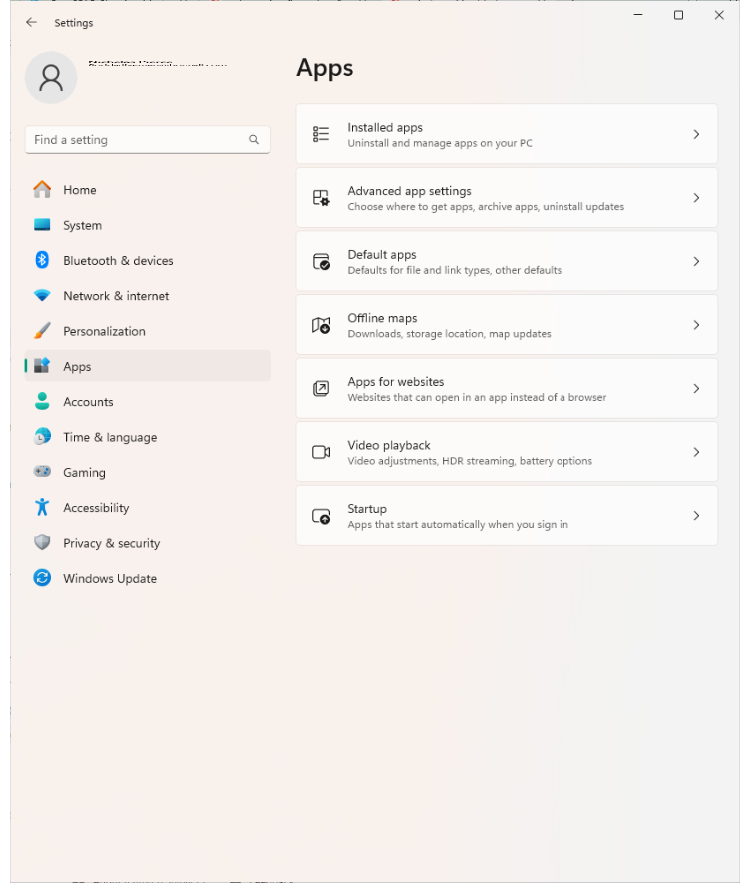 Settings
Find a setting
Home
System
Bluetooth & devices
Network & internet
Personalization
Apps
Accounts
Time & language
Gaming
Accessibility
Privacy & security
Windows Update
Apps
Installed apps
Uninstall and manage apps on your PC
Advanced app settings
Choose where to get apps, archive apps, uninstall updates
Default apps
Defaults for file and link types, other defaults
Offline maps
Downloads, storage location, map updates
Apps for websites
Websites that can open in an app instead of a browser
Video playback
Video adjustments, HDR streaming, battery options
Startup
Apps that start automatically when you sign in